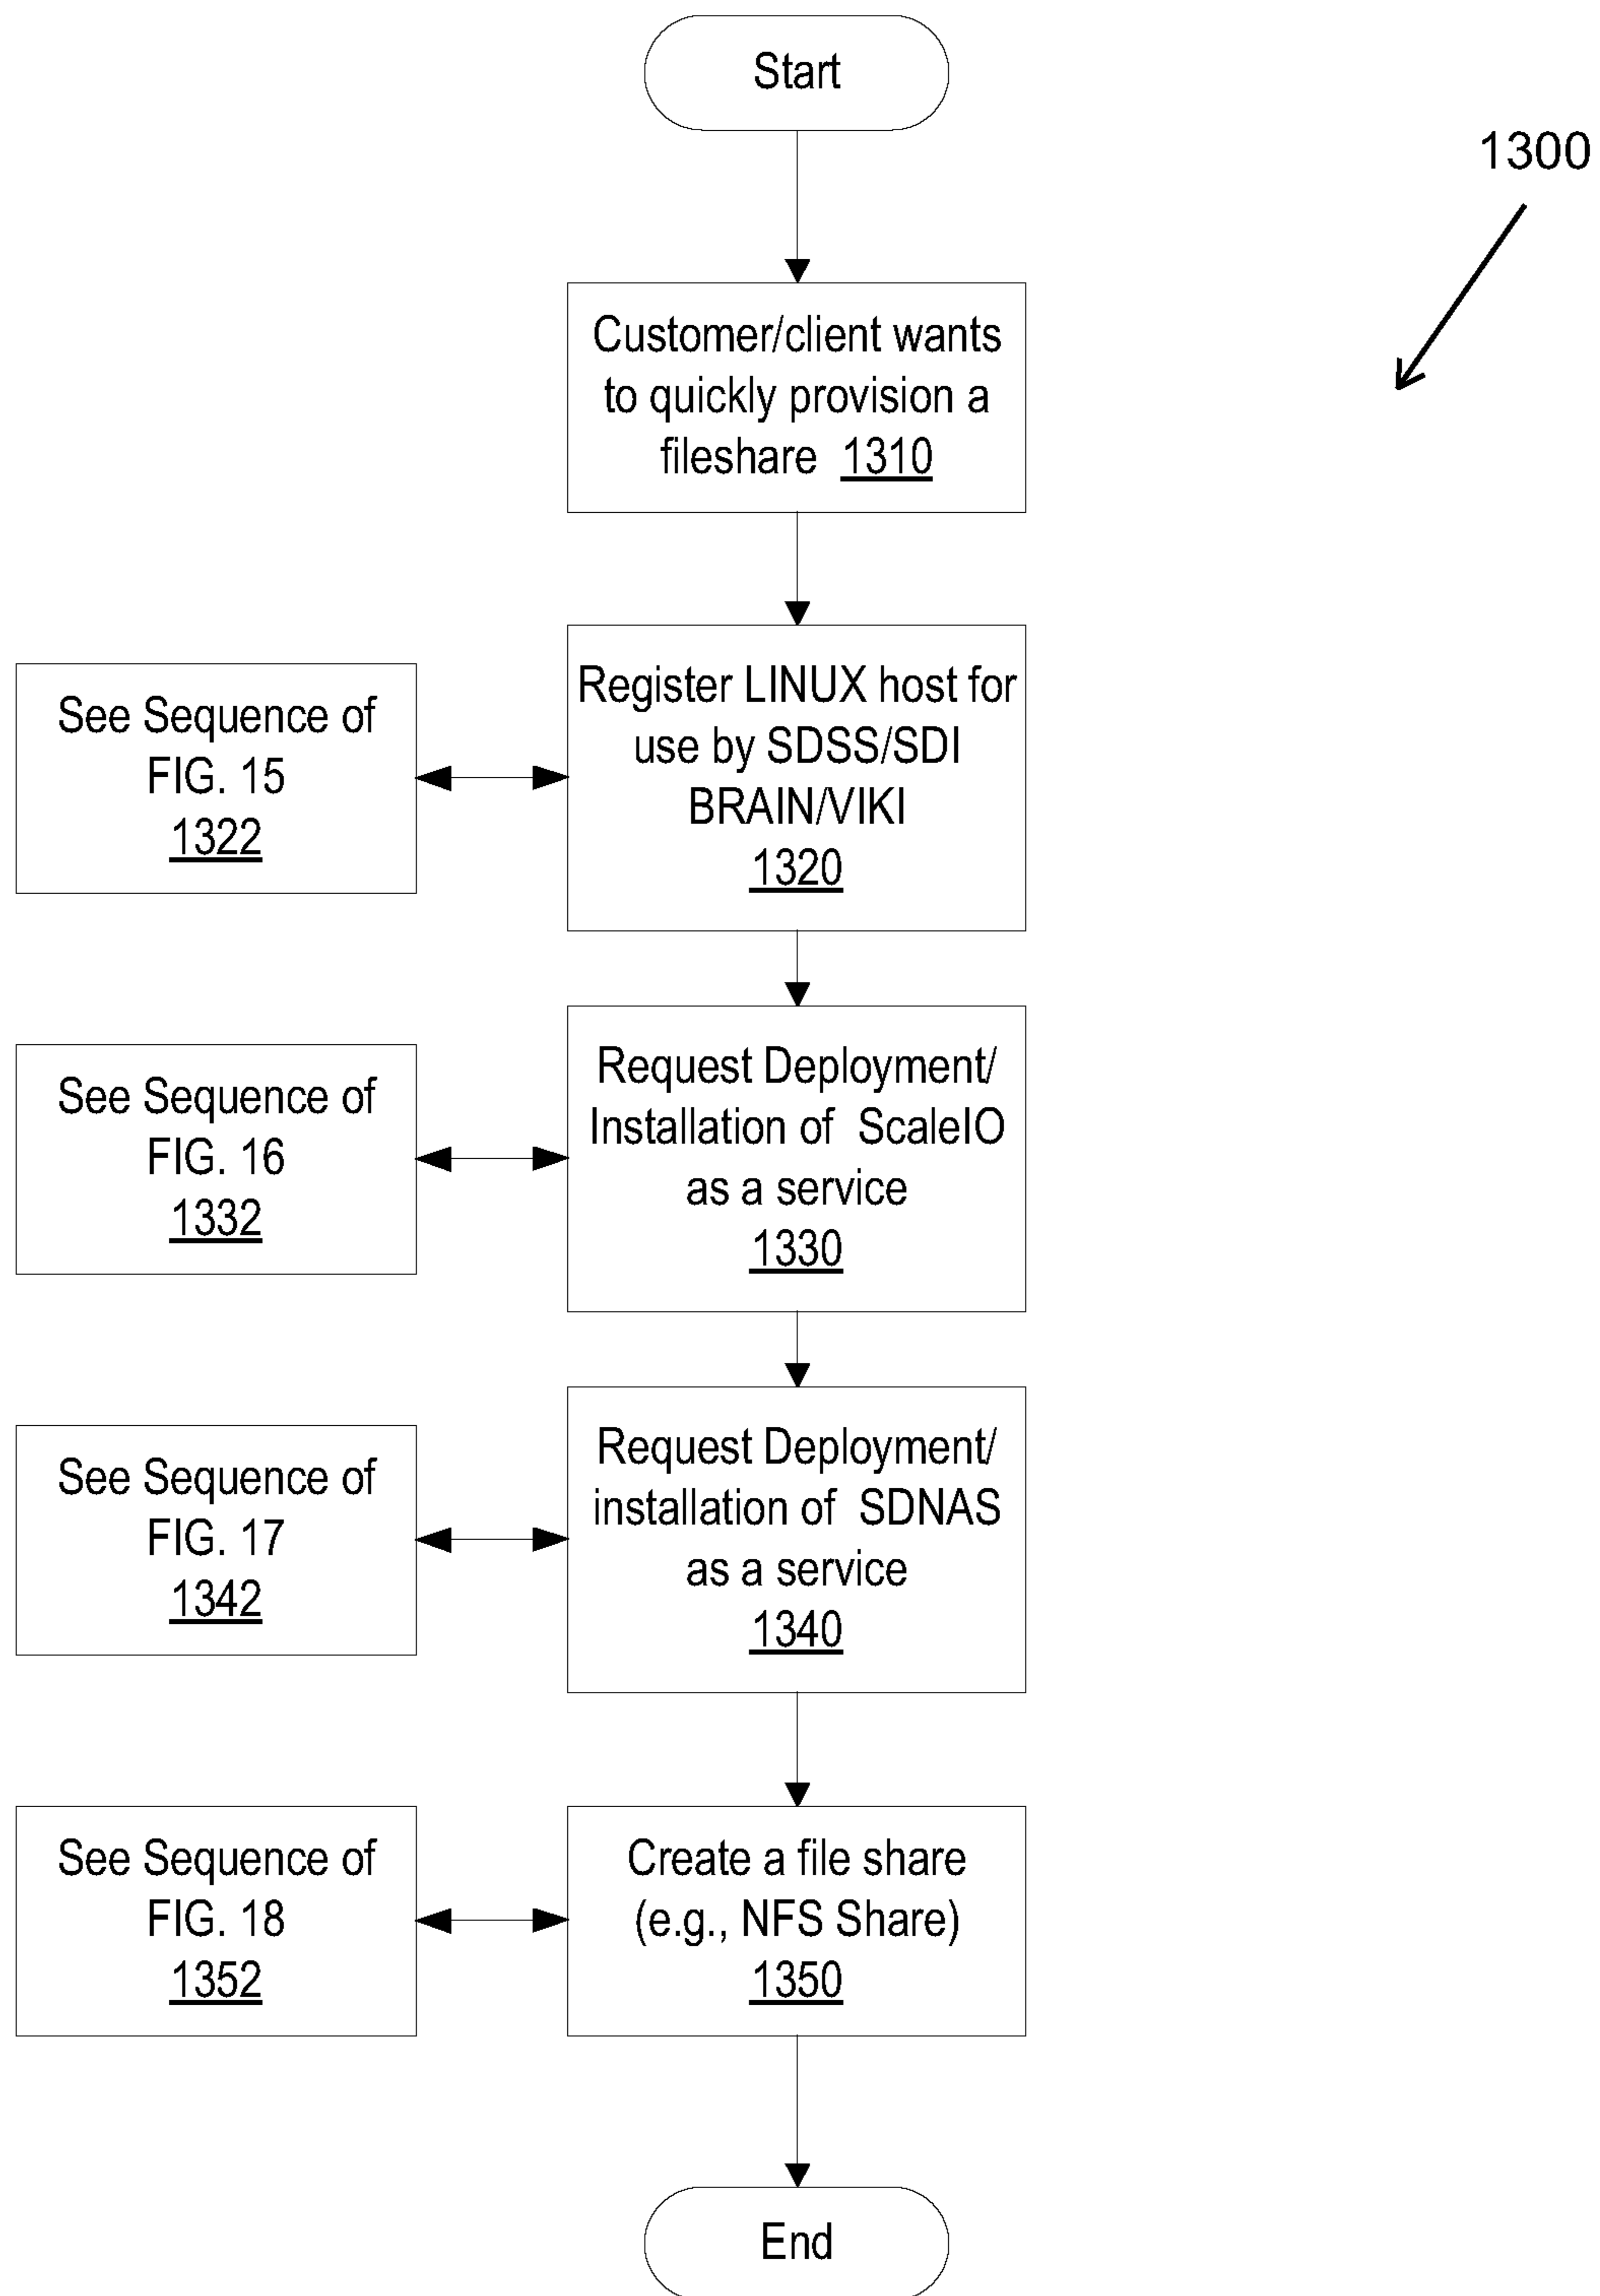 Start
1300
Customer/client wants
to quickly provision a
fileshare 1310
Register LINUX host for
use by SDSS/SDI
BRAIN/VIKI
1320
See Sequence of
FIG. 15
1322
Request Deployment/
Installation of ScaleIO
as a service
1330
See Sequence of
FIG. 16
1332
Request Deployment/
installation of SDNAS
as a service
1340
See Sequence of
FIG. 17
1342
Create a file share
(e.g., NFS Share)
1350
See Sequence of
FIG. 18
1352
End